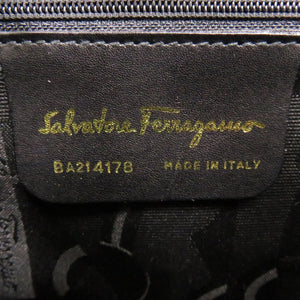 Salvatore Ferragamo
BA214178 MADE IN ITALY